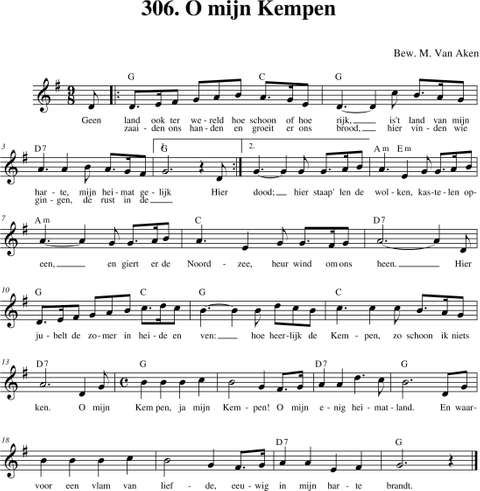 306. O mijn Kempen
Bew. M. Van Aken
G C G
Geen land ook ter we - reld hoe schoon of hoe rijk, is't land van mijn
zaai - den ons han - den en groeit er ons brood, hier vin - den wie
3 D7 1. G 2. Am Em
har - te, mijn hei - mat ge - lijk Hier dood; hier staap' len de wol - ken, kas - te - len op-
gin - gen, de rust in de
7 Am C G D7
een, en giert er de Noord - zee, heur wind om ons heen. Hier
10 G C G C G
ju - belt de zo - mer in hei - de en ven: hoe heer - lijk de Kem - pen, zo schoon ik niets
13 D7 G D7 G
ken. O mijn Kem pen, ja mijn Kem - pen! O mijn e - nig hei - mat - land. En waar-
18 D7 G
voor een vlam van lief - de, eeu - wig in mijn har - te brandt.